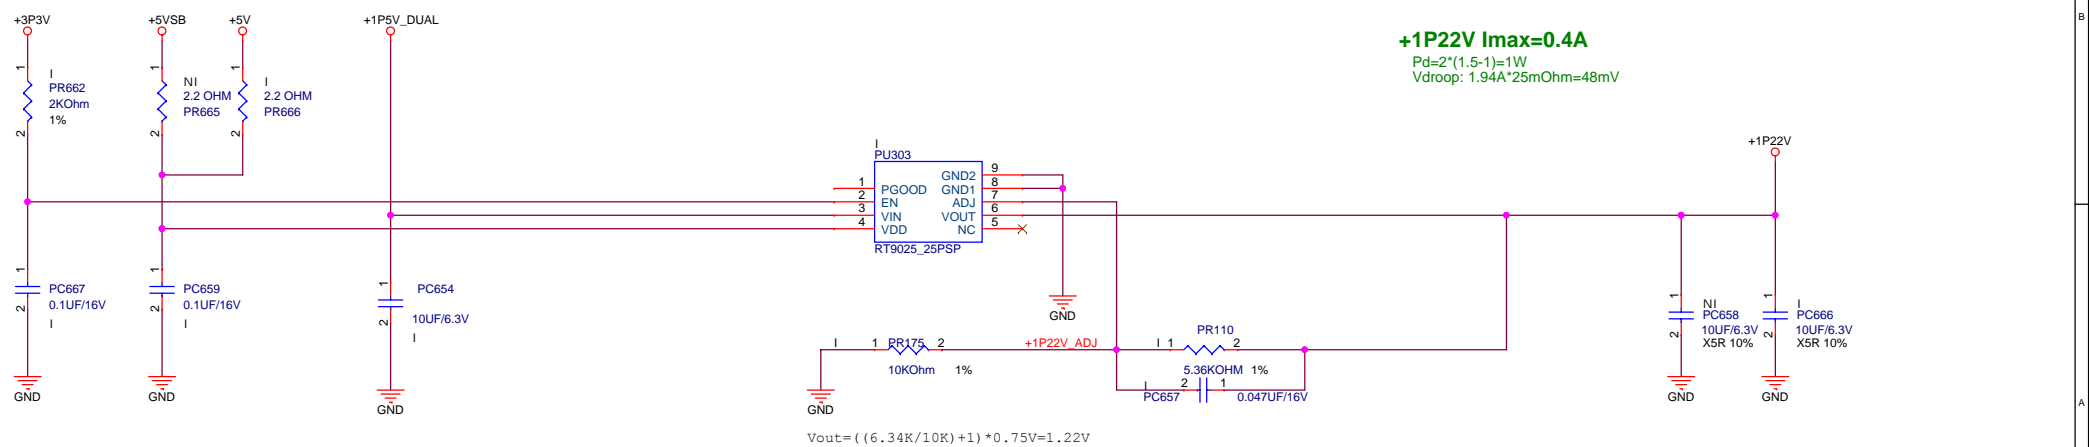 +3P3V
+5VSB
+5V
+1P5V_DUAL
+1P22V Imax=0.4A
Pd=2*(1.5-1)=1W
Vdroop: 1.94A*25mOhm=48mV
B
1
I
PR662
2KOhm
1%
2
1
NI
2.2 OHM
PR665
2
1
I
2.2 OHM
PR666
2
I
PU303
1 PGOOD
2 EN
3 VIN
4 VDD
GND2 9
GND1 8
ADJ 7
VOUT 6
NC 5
RT9025_25PSP
+1P22V
1
PC667
2
0.1UF/16V
I
GND
1
PC659
2
0.1UF/16V
I
GND
1
PC654
2
10UF/6.3V
I
GND
GND
I 1 PR175 2
10KOhm 1%
GND
+1P22V_ADJ
PR110
I 1 2
5.36KOHM 1%
I 2 1
PC657 0.047UF/16V
1
NI
PC658
10UF/6.3V
2
X5R 10%
GND
1
I
PC666
10UF/6.3V
2
X5R 10%
GND
A
Vout=((6.34K/10K)+1)*0.75V=1.22V